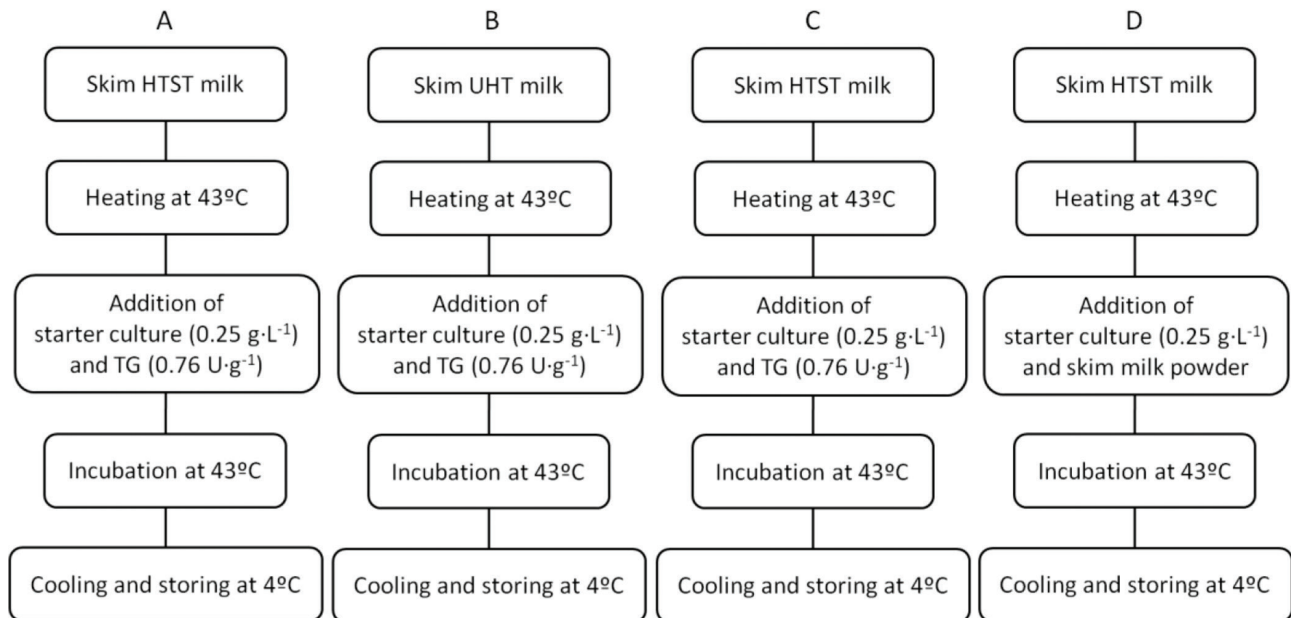 A
B
C
D
Skim HTST milk
Skim UHT milk
Skim HTST milk
Skim HTST milk
Heating at 43ºC
Heating at 43ºC
Heating at 43ºC
Heating at 43ºC
Addition of
starter culture (0.25 g·L⁻¹)
and TG (0.76 U·g⁻¹)
Addition of
starter culture (0.25 g·L⁻¹)
and TG (0.76 U·g⁻¹)
Addition of
starter culture (0.25 g·L⁻¹)
and TG (0.76 U·g⁻¹)
Addition of
starter culture (0.25 g·L⁻¹)
and skim milk powder
Incubation at 43ºC
Incubation at 43ºC
Incubation at 43ºC
Incubation at 43ºC
Cooling and storing at 4ºC
Cooling and storing at 4ºC
Cooling and storing at 4ºC
Cooling and storing at 4ºC